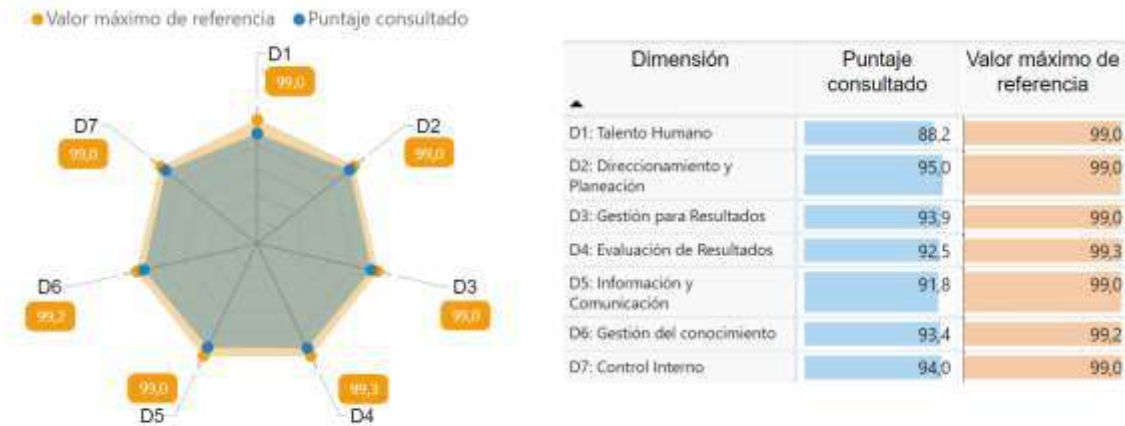 Valor máximo de referencia Puntaje consultado
D1
99,0
D7
99,0
D2
99,0
D6
99,2
D3
99,0
99,0
D5
99,3
D4
Dimensión Puntaje consultado Valor máximo de referencia
D1: Talento Humano 88,2 99,0
D2: Direccionamiento y Planeación 95,0 99,0
D3: Gestión para Resultados 93,9 99,0
D4: Evaluación de Resultados 92,5 99,3
D5: Información y Comunicación 91,8 99,0
D6: Gestión del conocimiento 93,4 99,2
D7: Control Interno 94,0 99,0